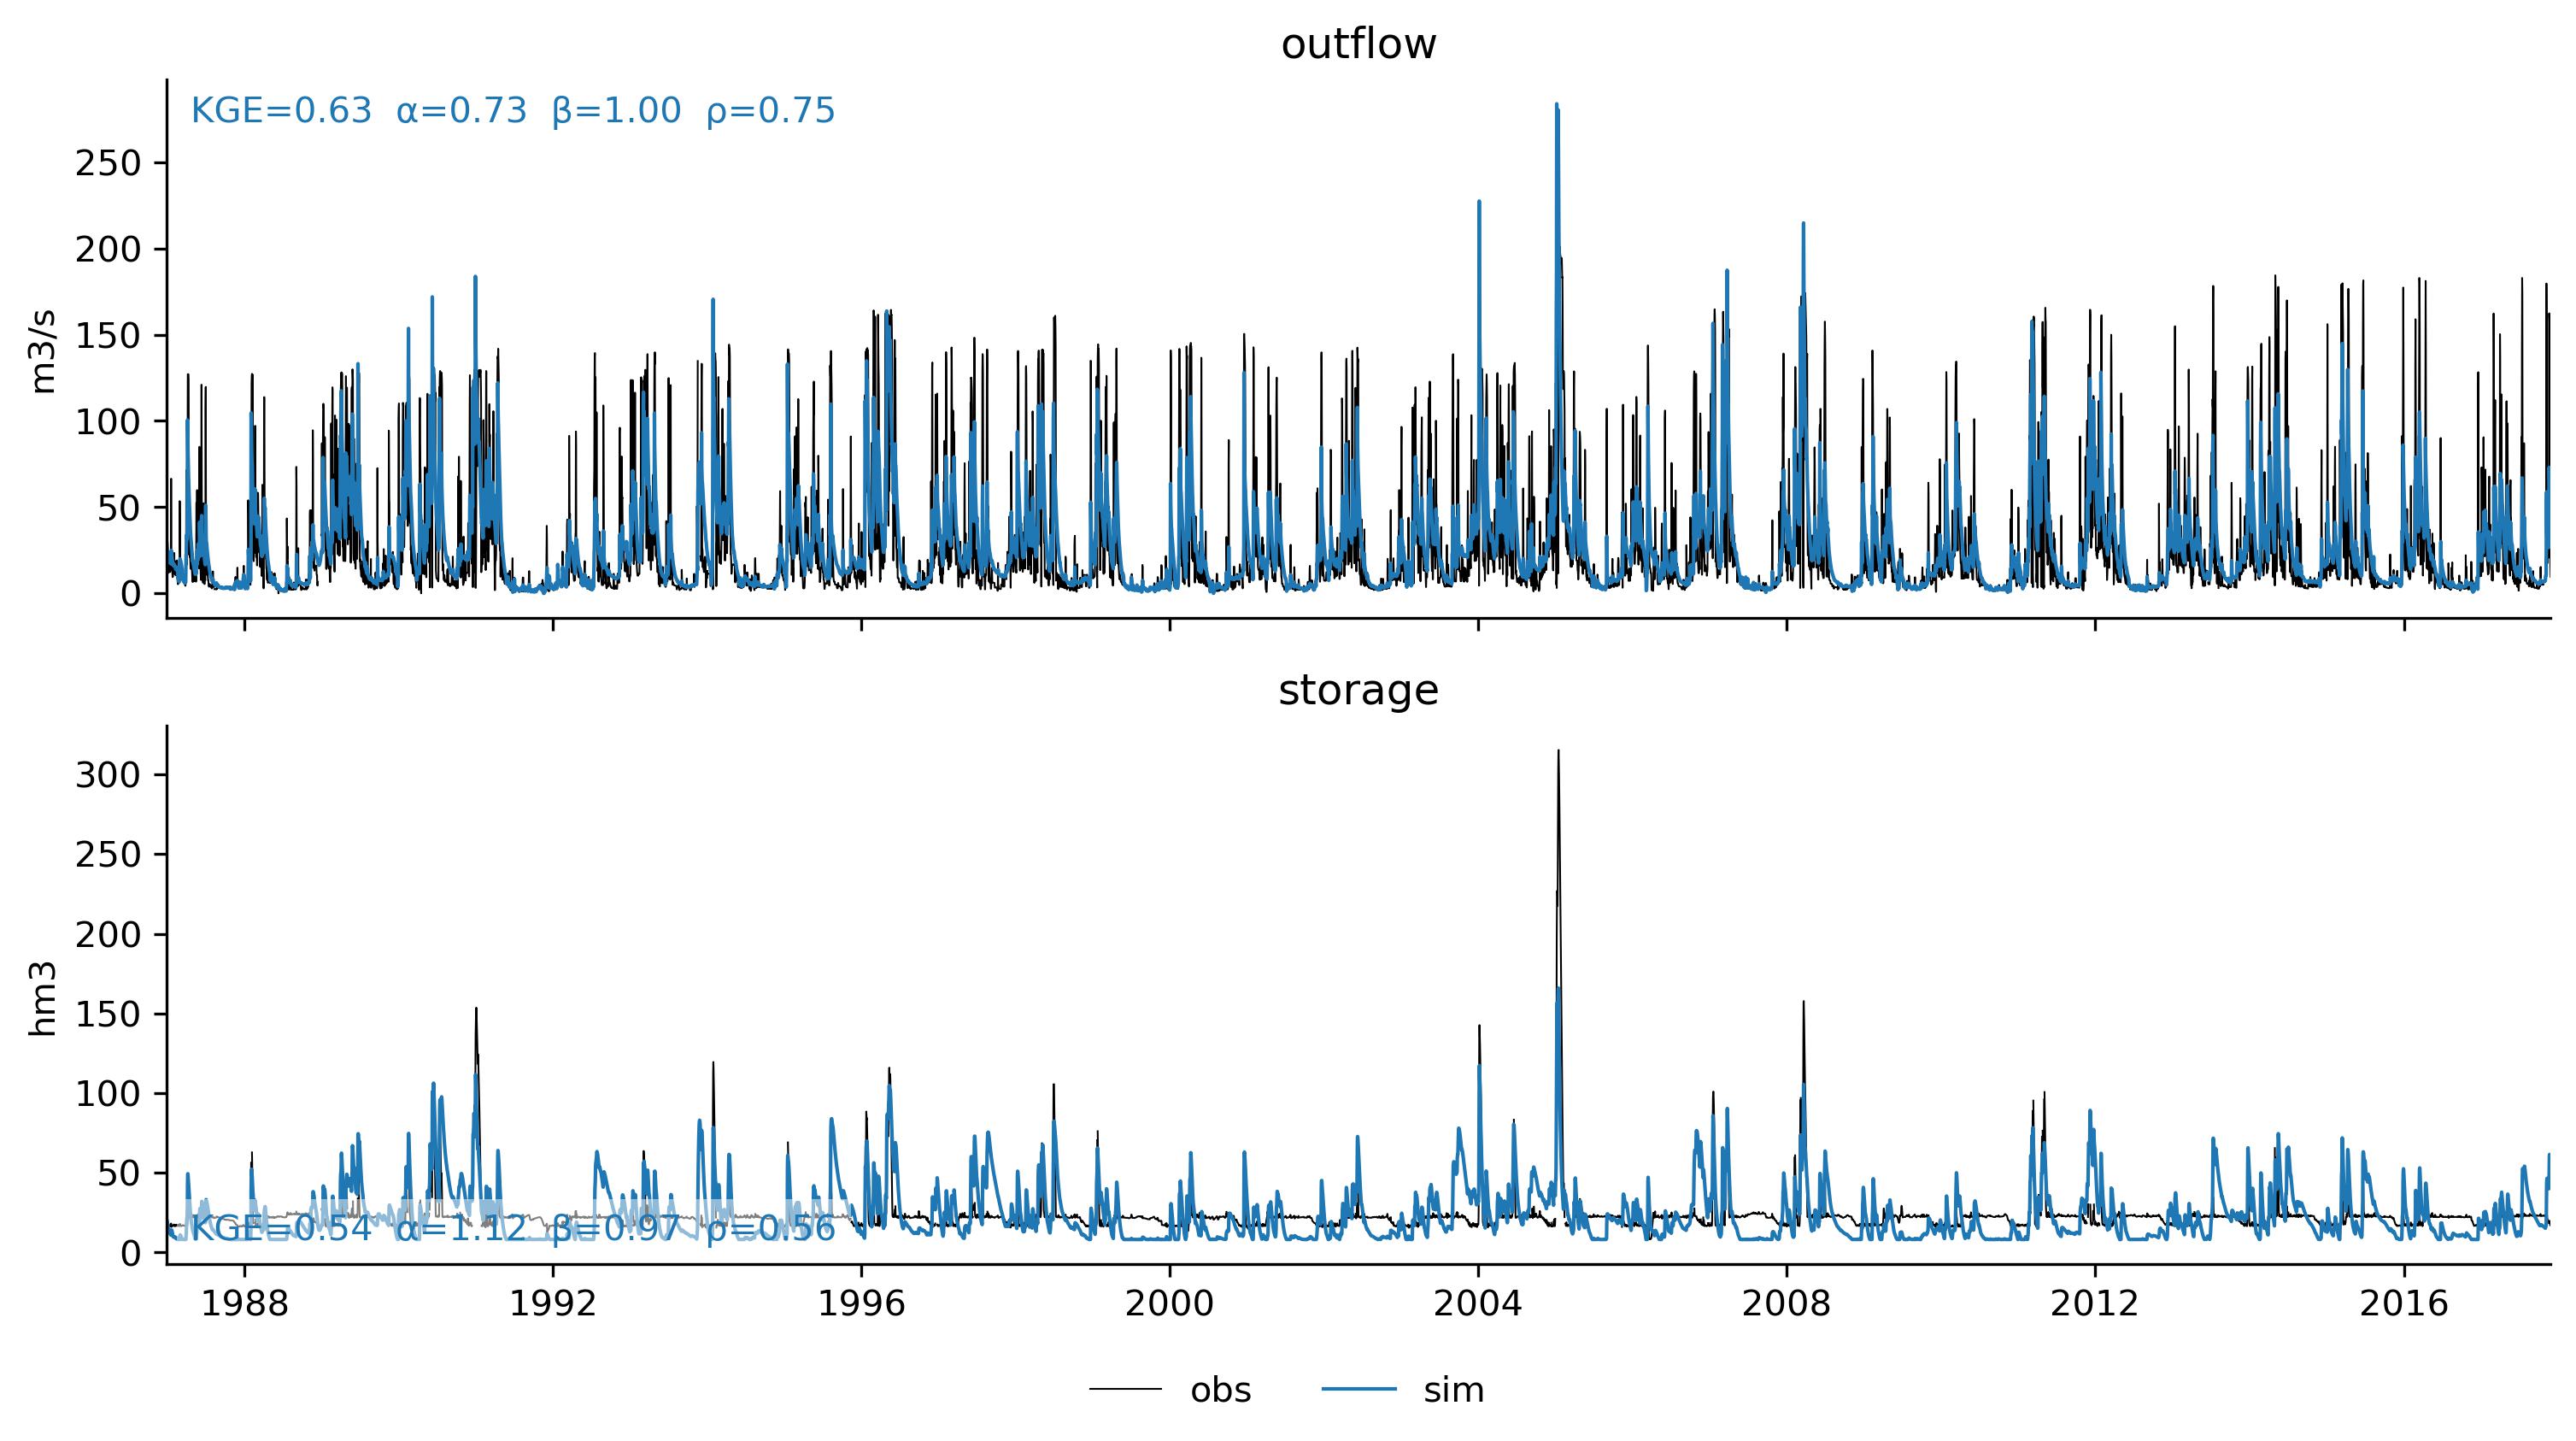 outflow
KGE=0.63 α=0.73 β=1.00 ρ=0.75
m3/s
250
200
150
100
50
0
storage
hm3
300
250
200
150
100
50
0
KGE=0.54 α=1.12 β=0.97 ρ=0.56
1988 1992 1996 2000 2004 2008 2012 2016
obs sim